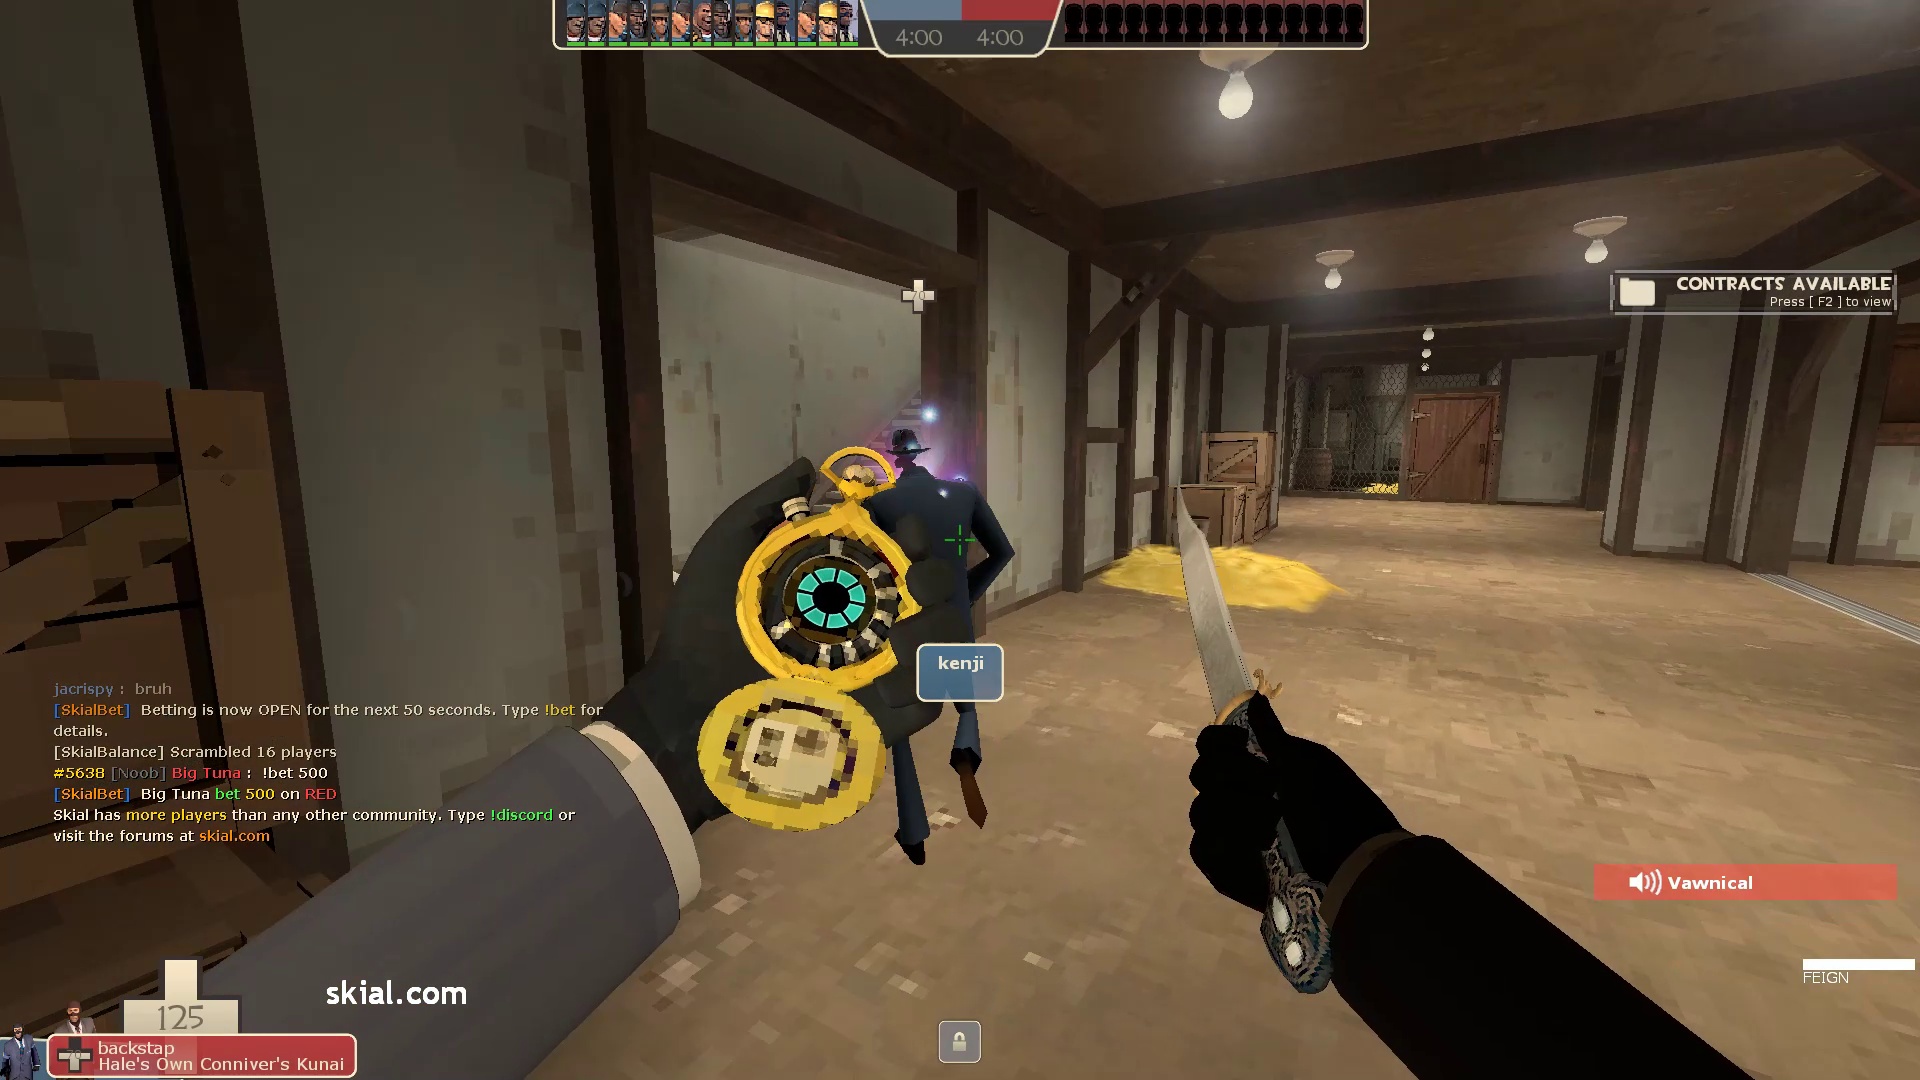 4:00 4:00
70
CONTRACTS AVAILABLE
Press [ F2 ] to view
kenji
jacrispy : bruh
[SkialBet] Betting is now OPEN for the next 50 seconds. Type !bet for
details.
[SkialBalance] Scrambled 16 players
#5638 [Noob] Big Tuna : !bet 500
[SkialBet] Big Tuna bet 500 on RED
Skial has more players than any other community. Type !discord or
visit the forums at skial.com
Vawnical
FEIGN
skial.com
125
70
backstap
Hale's Own Conniver's Kunai